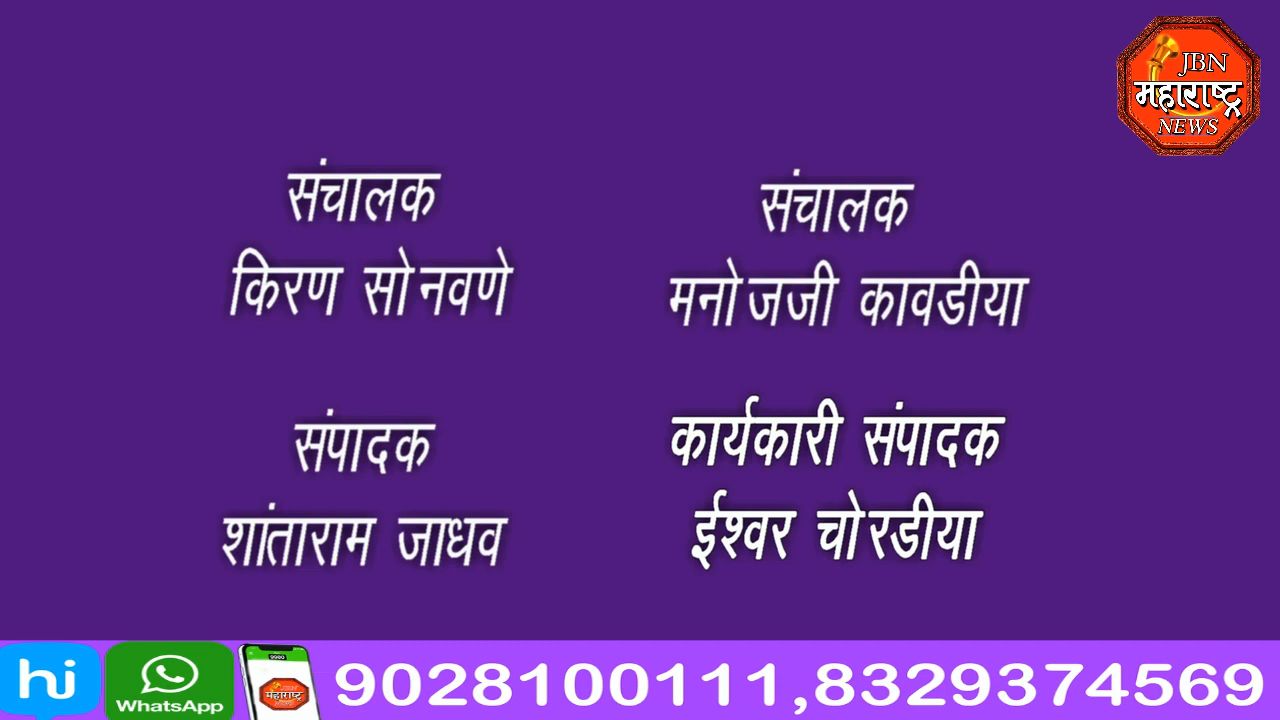 JBN
महाराष्ट्र
NEWS
संचालक
किरण सोनवणे
संचालक
मनोजजी कावडीया
संपादक
शांताराम जाधव
कार्यकारी संपादक
ईश्वर चोरडीया
hi
WhatsApp
महाराष्ट्र
9028100111,8329374569